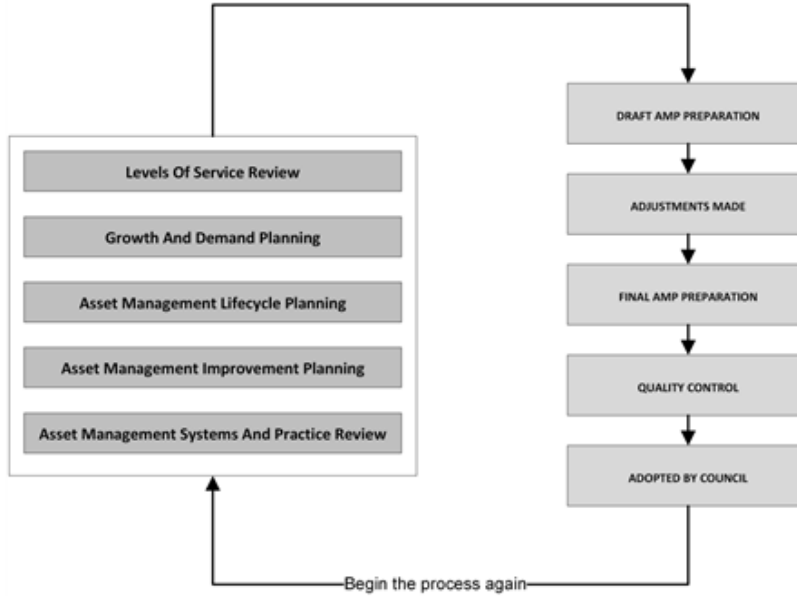 Levels Of Service Review
Growth And Demand Planning
Asset Management Lifecycle Planning
Asset Management Improvement Planning
Asset Management Systems And Practice Review
DRAFT AMP PREPARATION
ADJUSTMENTS MADE
FINAL AMP PREPARATION
QUALITY CONTROL
ADOPTED BY COUNCIL
Begin the process again